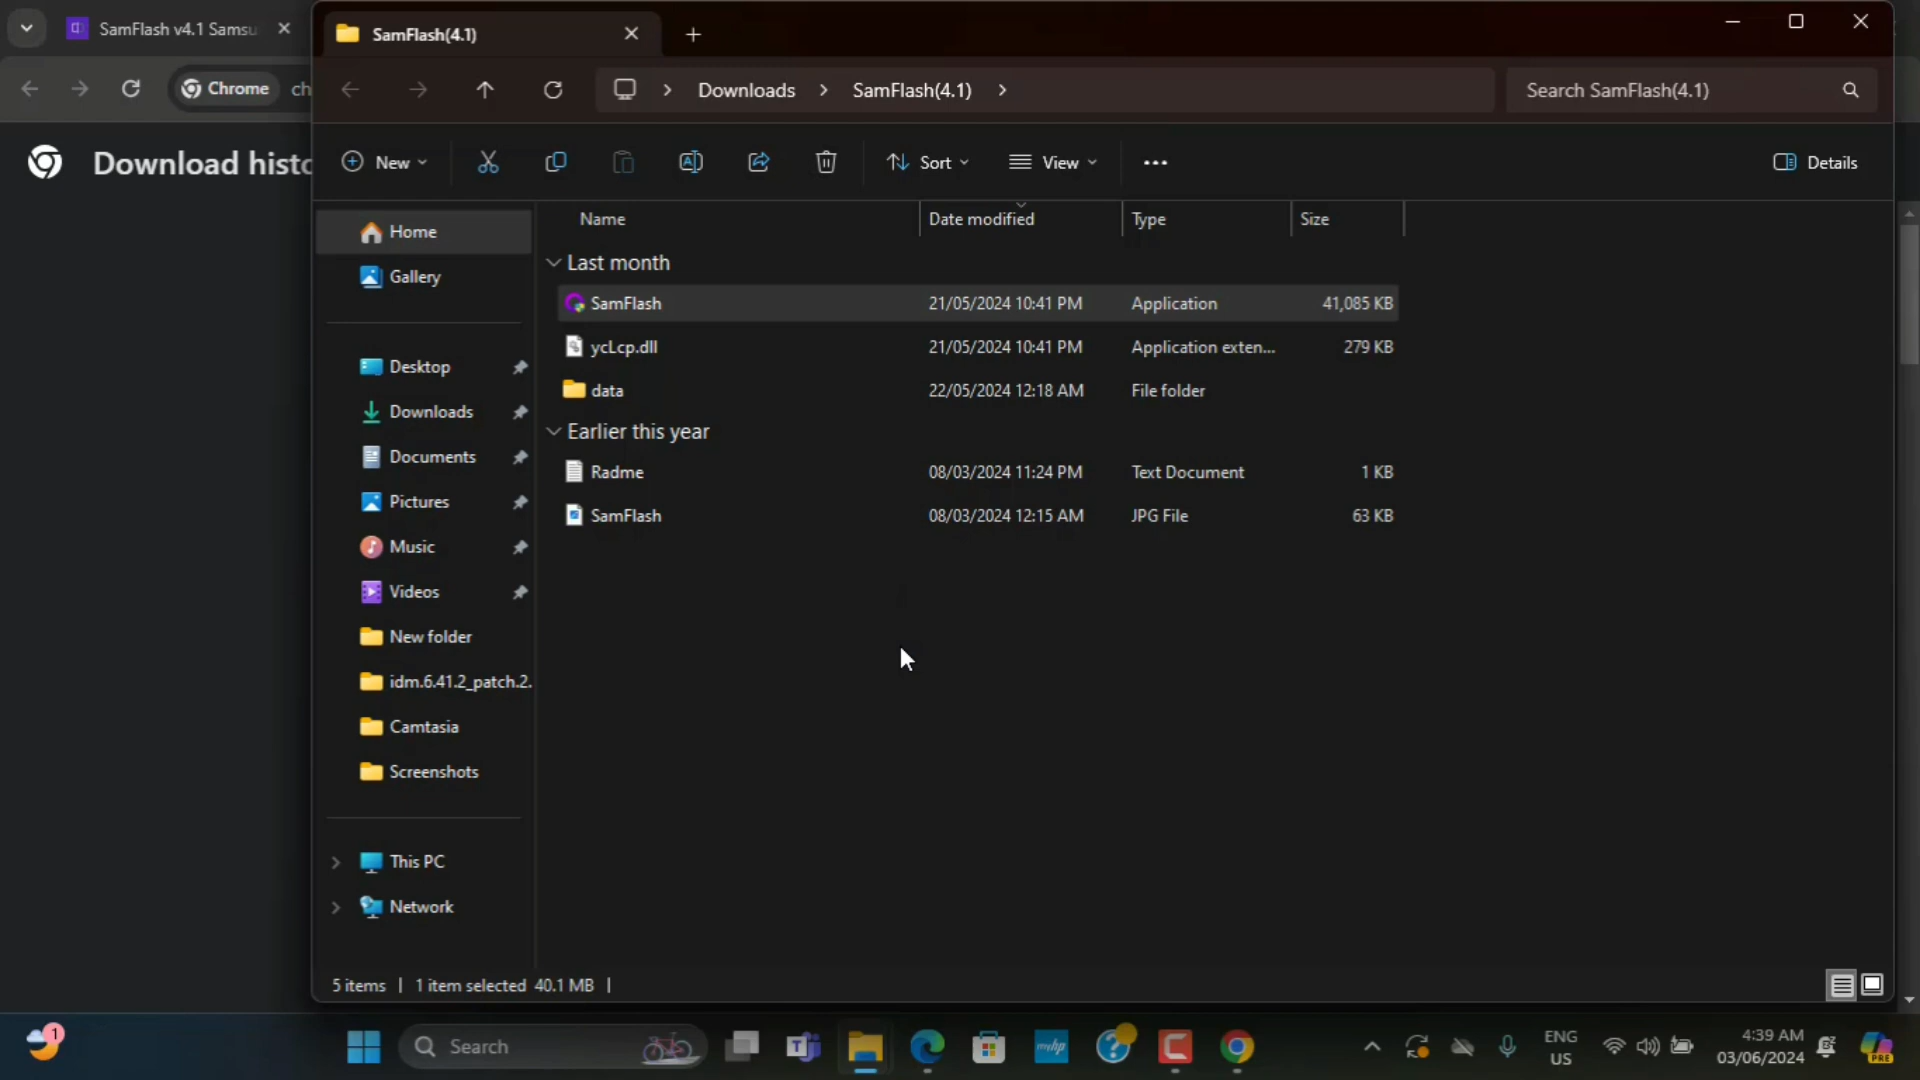 SamFlash v4.1 Samsu
SamFlash(4.1)
Chrome ch
Downloads SamFlash(4.1)
Search SamFlash(4.1)
Download histo
New
Sort
View
Details
Name Date modified Type Size
Home
Gallery
Desktop
Downloads
Documents
Pictures
Music
Videos
New folder
idm.6.41.2_patch.2.
Camtasia
Screenshots
This PC
Network
Last month
SamFlash 21/05/2024 10:41 PM Application 41,085 KB
ycLcp.dll 21/05/2024 10:41 PM Application exten... 279 KB
data 22/05/2024 12:18 AM File folder
Earlier this year
Radme 08/03/2024 11:24 PM Text Document 1 KB
SamFlash 08/03/2024 12:15 AM JPG File 63 KB
5 items | 1 item selected 40.1 MB |
1
Search
T
myhp
ENG
US
4:39 AM
03/06/2024
PRE